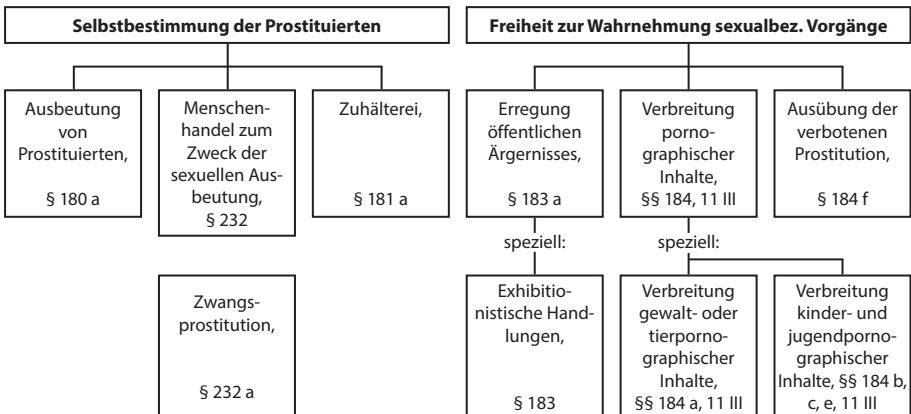 Selbstbestimmung der Prostituierten
Freiheit zur Wahrnehmung sexualbez. Vorgänge
Ausbeutung
von
Prostituierten,
§ 180 a
Menschen-
handel zum
Zweck der
sexuellen Aus-
beutung,
§ 232
Zuhälterei,
§ 181 a
Erregung
öffentlichen
Ärgernisses,
§ 183 a
Verbreitung
porno-
graphischer
Inhalte,
§§ 184, 11 III
Ausübung der
verbotenen
Prostitution,
§ 184 f
speziell:
speziell:
Zwangs-
prostitution,
§ 232 a
Exhibitio-
nistische Hand-
lungen,
§ 183
Verbreitung
gewalt- oder
tierporno-
graphischer
Inhalte,
§§ 184 a, 11 III
Verbreitung
kinder- und
jugendporno-
graphischer
Inhalte, §§ 184 b,
c, e, 11 III